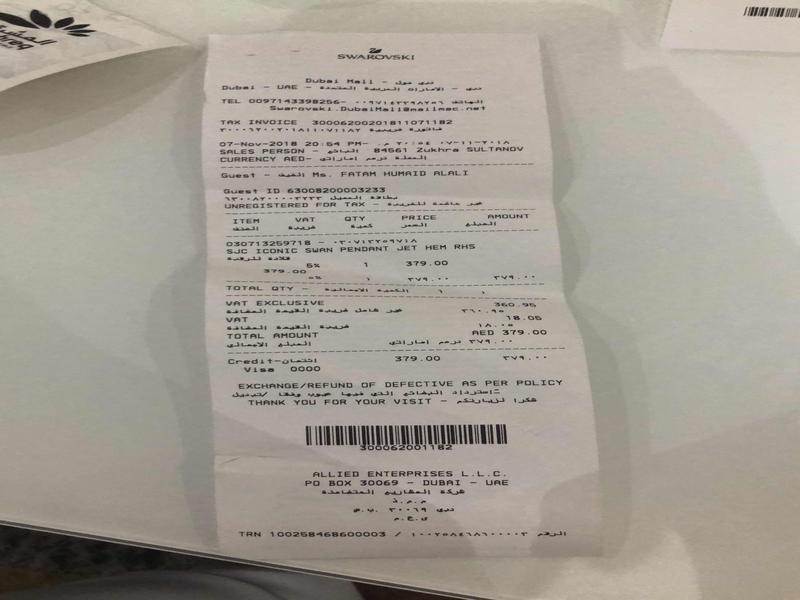 SWAROVSKI
Dubai Mall - دبي مول
Dubai - UAE - دبي - الامارات العربية المتحدة
TEL 0097143398256- ٠٠٩٧١٤٣٣٩٨٢٥٦ الهاتف
Swarovski.DubaiMall@mailmac.net
TAX INVOICE 3000620020181107​1182
فاتورة ضريبية ٣٠٠٠٦٢٠٠٢٠١٨١١٠٧١١٨٢
07-Nov-2018 20:54 PM- ٠٧-١١-٢٠١٨ ٢٠:٥٤ م
SALES PERSON - البائع - 84561 Zukhra SULTANOV
CURRENCY AED- العملة درهم اماراتي
Guest - الضيف - Ms. FATAM HUMAID ALALI
Guest ID 63008200003233
بطاقة العميل ٦٣٠٠٨٢٠٠٠٠٣٢٣٣
UNREGISTERED FOR TAX - غير خاضعة للضريبة
ITEM VAT QTY PRICE AMOUNT
الصنف ضريبة كمية السعر المبلغ
030713259718 - ٠٣٠٧١٣٢٥٩٧١٨
SJC ICONIC SWAN PENDANT JET HEM RHS
قلادة للرقبة
5% 1 379.00
379.00
٥% ١ ٣٧٩.٠٠ ٣٧٩.٠٠
TOTAL QTY - الكمية الاجمالية - ١ 1
VAT EXCLUSIVE 360.95
غير شامل ضريبة القيمة المضافة ٣٦٠.٩٥
VAT 18.05
ضريبة القيمة المضافة ١٨.٠٥
TOTAL AMOUNT AED 379.00
المبلغ الاجمالي ٣٧٩.٠٠ درهم اماراتي
Credit-ائتمان 379.00 ٣٧٩.٠٠
Visa 0000
EXCHANGE/REFUND OF DEFECTIVE AS PER POLICY
استرداد البضائع التي فيها عيوب وفقا /تبديل
THANK YOU FOR YOUR VISIT - شكرا لزيارتكم
300062001182
ALLIED ENTERPRISES L.L.C.
PO BOX 30069 - DUBAI - UAE
شركة المشاريع المتضامنة
ذ.م.م
دبي ٣٠٠٦٩ ص.ب
ا.ع.م
TRN 100258468600003 / ١٠٠٢٥٨٤٦٨٦٠٠٠٠٣ الرقم